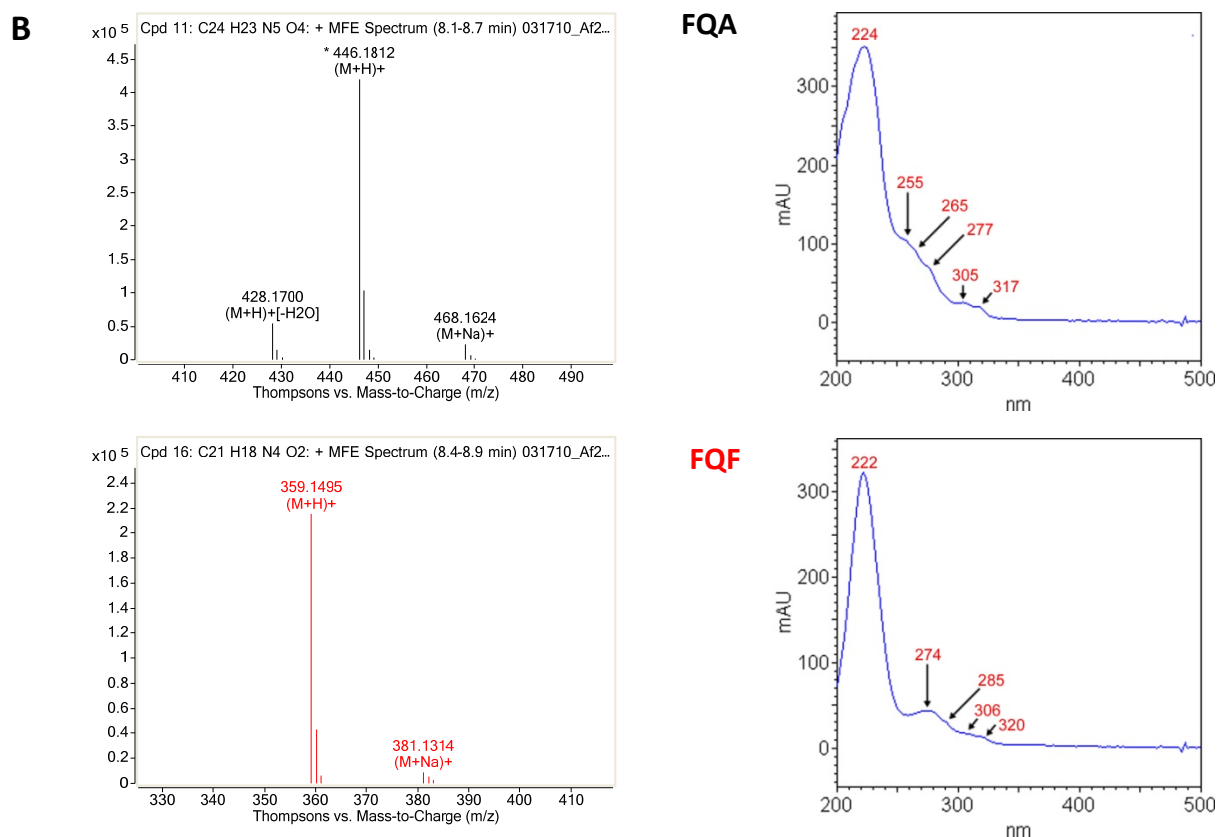 B
Cpd 11: C24 H23 N5 O4: + MFE Spectrum (8.1-8.7 min) 031710_Af2...
x10 5
4.5
4
3.5
3
2.5
2
1.5
1
0.5
0
* 446.1812
(M+H)+
428.1700
(M+H)+[-H2O]
468.1624
(M+Na)+
410 420 430 440 450 460 470 480 490
Thompsons vs. Mass-to-Charge (m/z)
FQA
mAU
300
200
100
0
224
255
265
277
305
317
200 300 400 500
nm
Cpd 16: C21 H18 N4 O2: + MFE Spectrum (8.4-8.9 min) 031710_Af2...
x10 5
2.4
2.2
2
1.8
1.6
1.4
1.2
1
0.8
0.6
0.4
0.2
0
359.1495
(M+H)+
381.1314
(M+Na)+
330 340 350 360 370 380 390 400 410
Thompsons vs. Mass-to-Charge (m/z)
FQF
mAU
300
200
100
0
222
274
285
306
320
200 300 400 500
nm